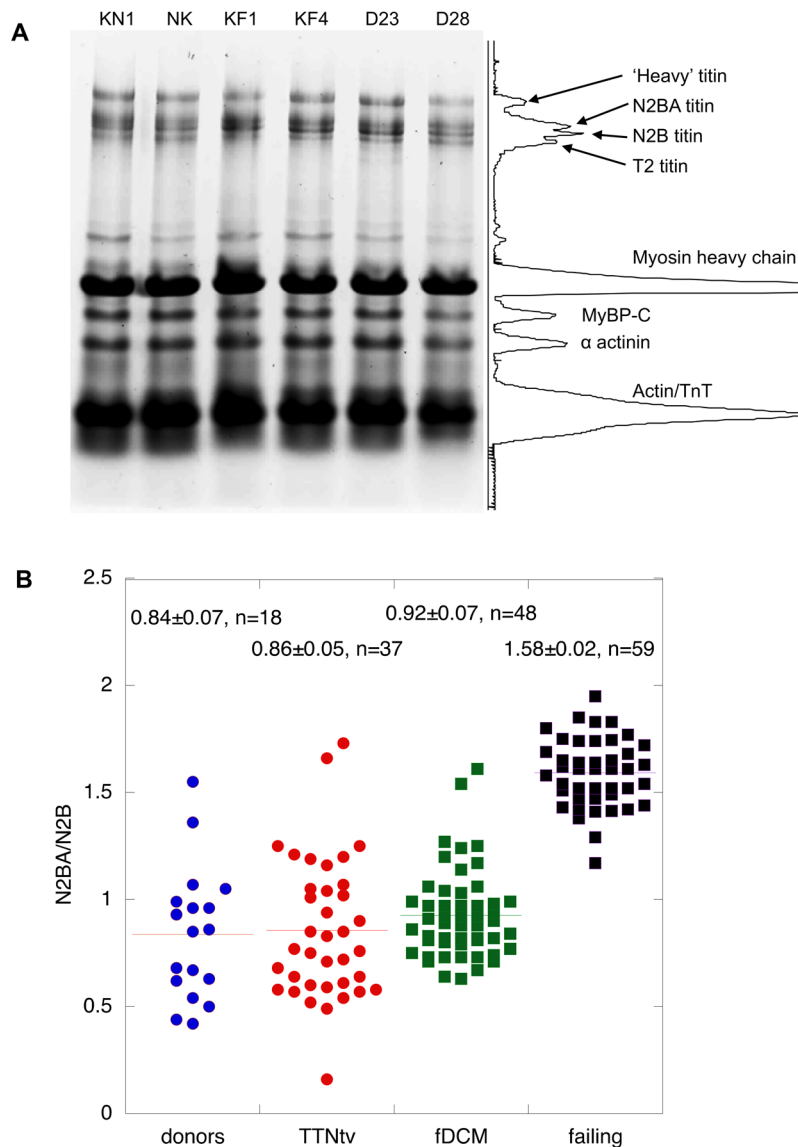 A
KN1 NK KF1 KF4 D23 D28
‘Heavy’ titin
N2BA titin
N2B titin
T2 titin
Myosin heavy chain
MyBP-C
α actinin
Actin/TnT
B
2.5
0.84±0.07, n=18
0.92±0.07, n=48
0.86±0.05, n=37
1.58±0.02, n=59
2
1.5
1
0.5
0
N2BA/N2B
donors TTNtv fDCM failing